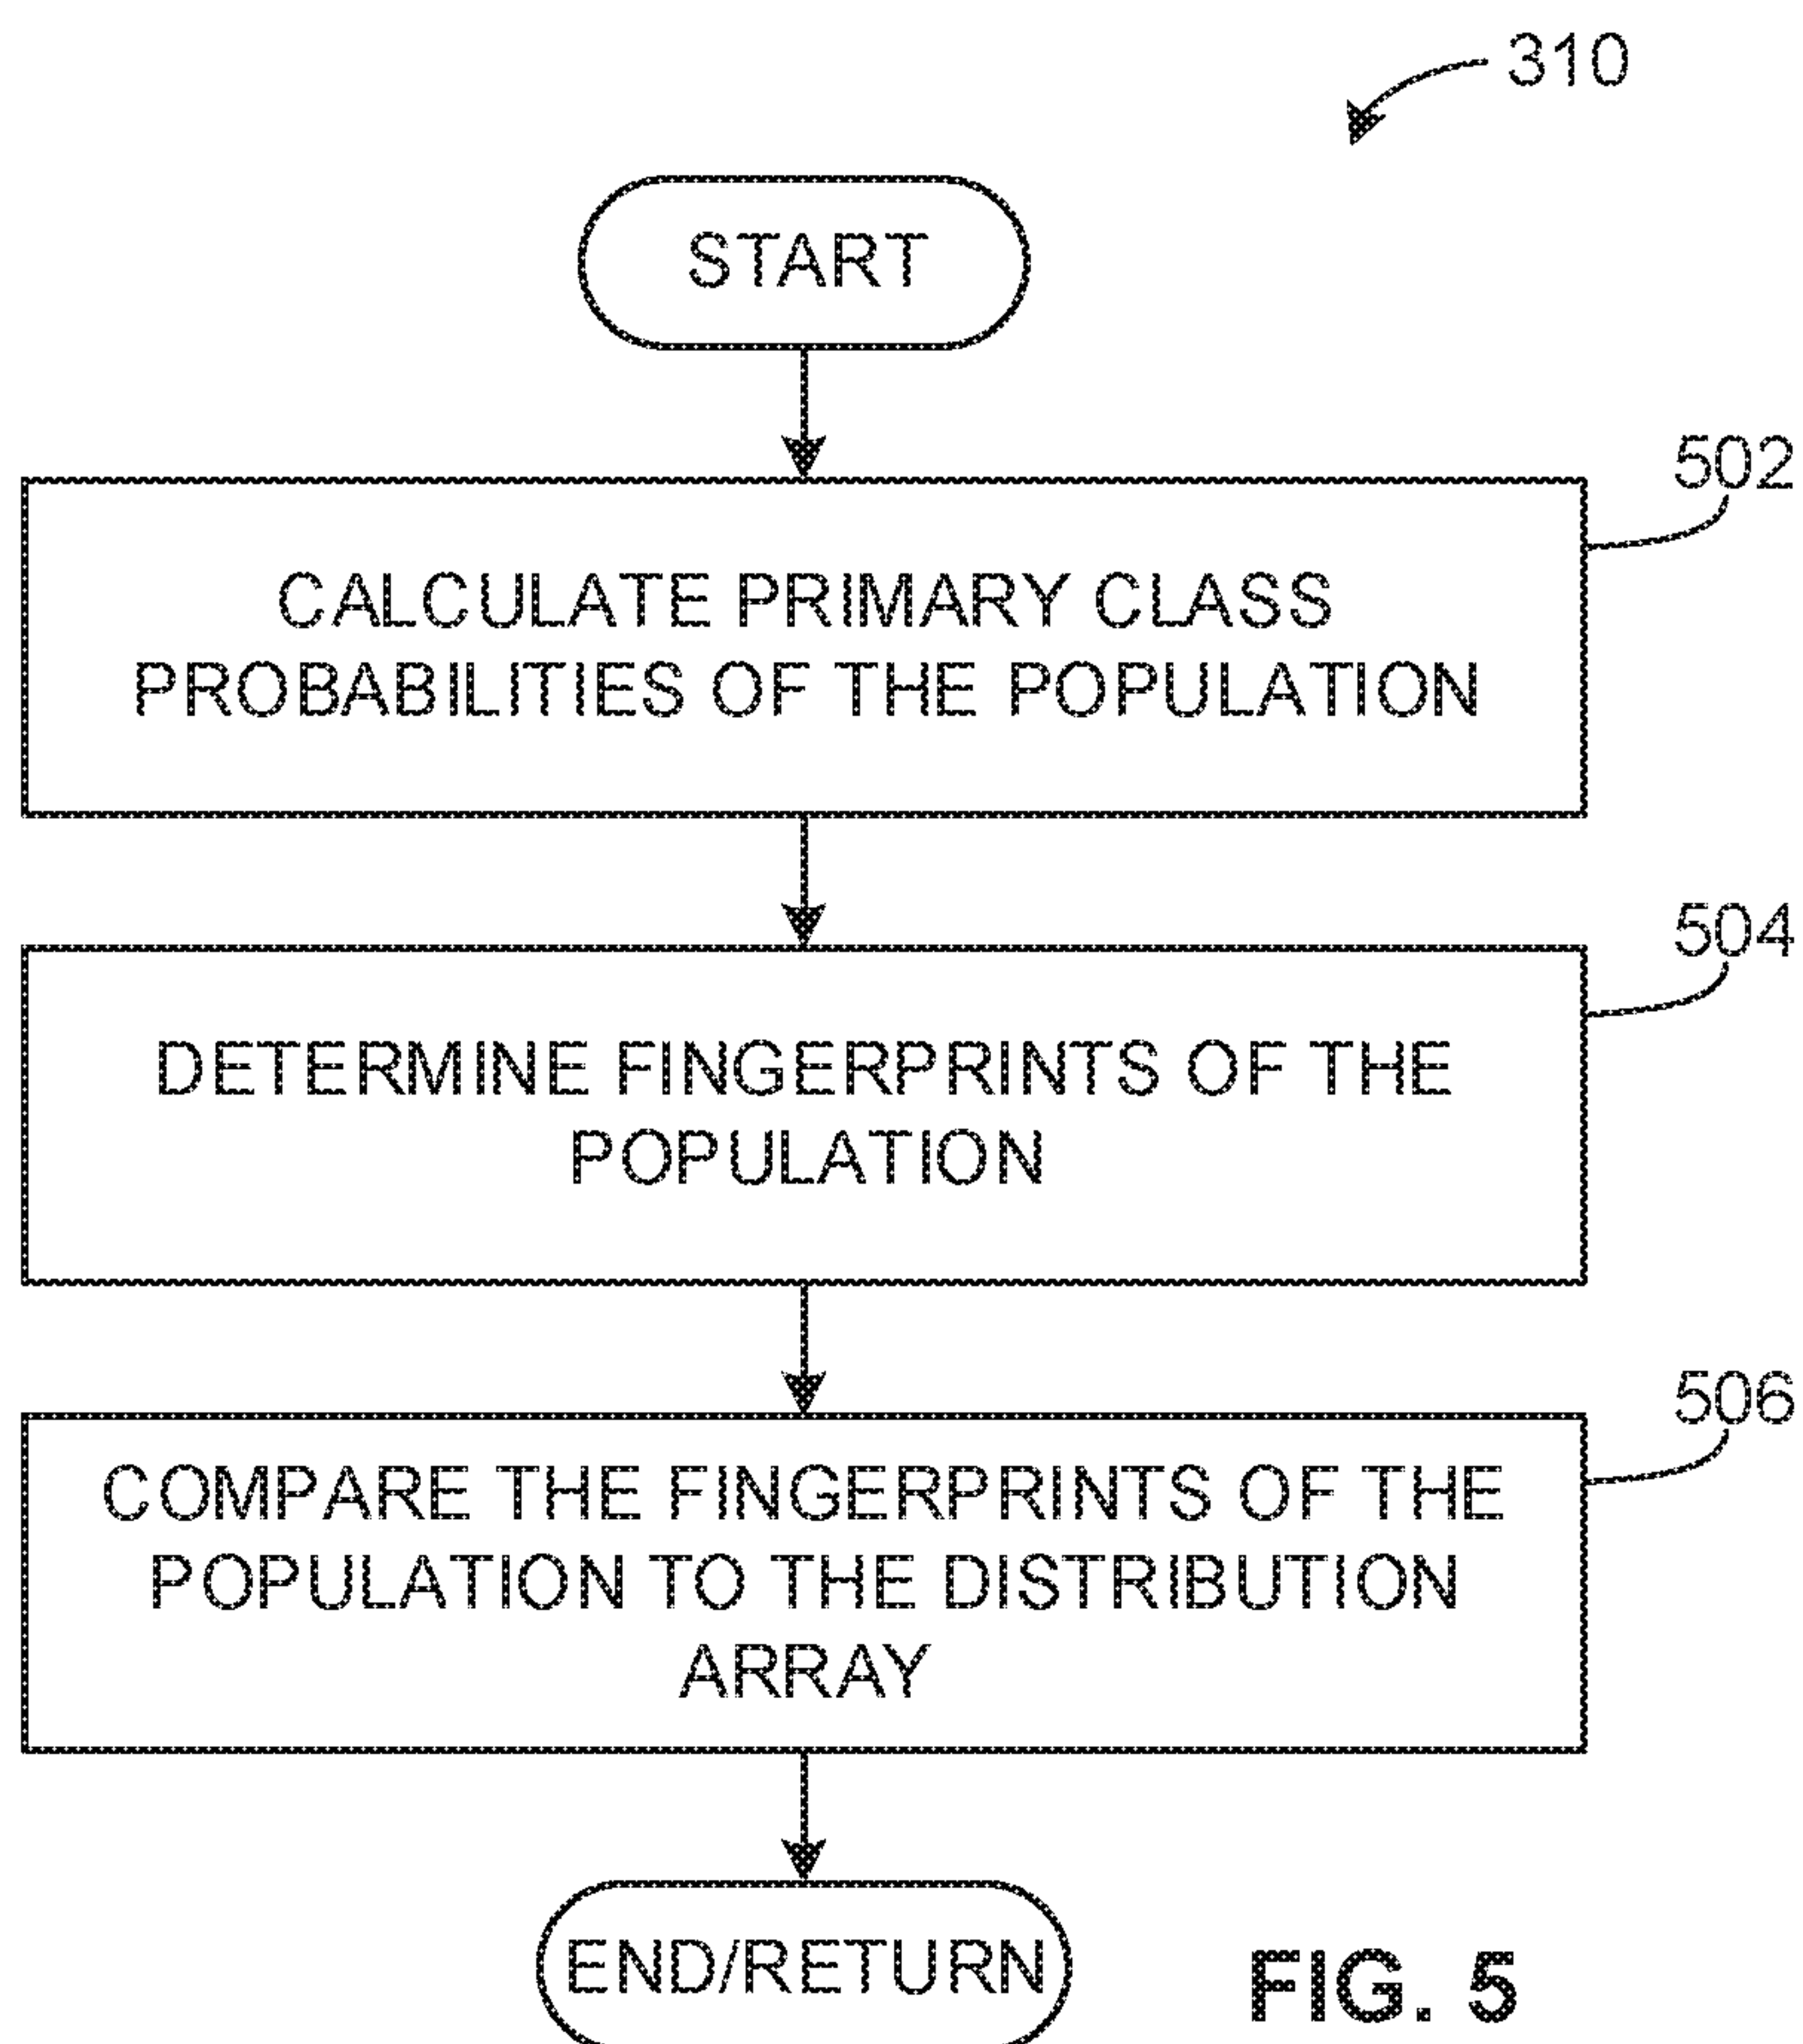 310
START
502
CALCULATE PRIMARY CLASS
PROBABILITIES OF THE POPULATION
504
DETERMINE FINGERPRINTS OF THE
POPULATION
506
COMPARE THE FINGERPRINTS OF THE
POPULATION TO THE DISTRIBUTION
ARRAY
END/RETURN
FIG. 5